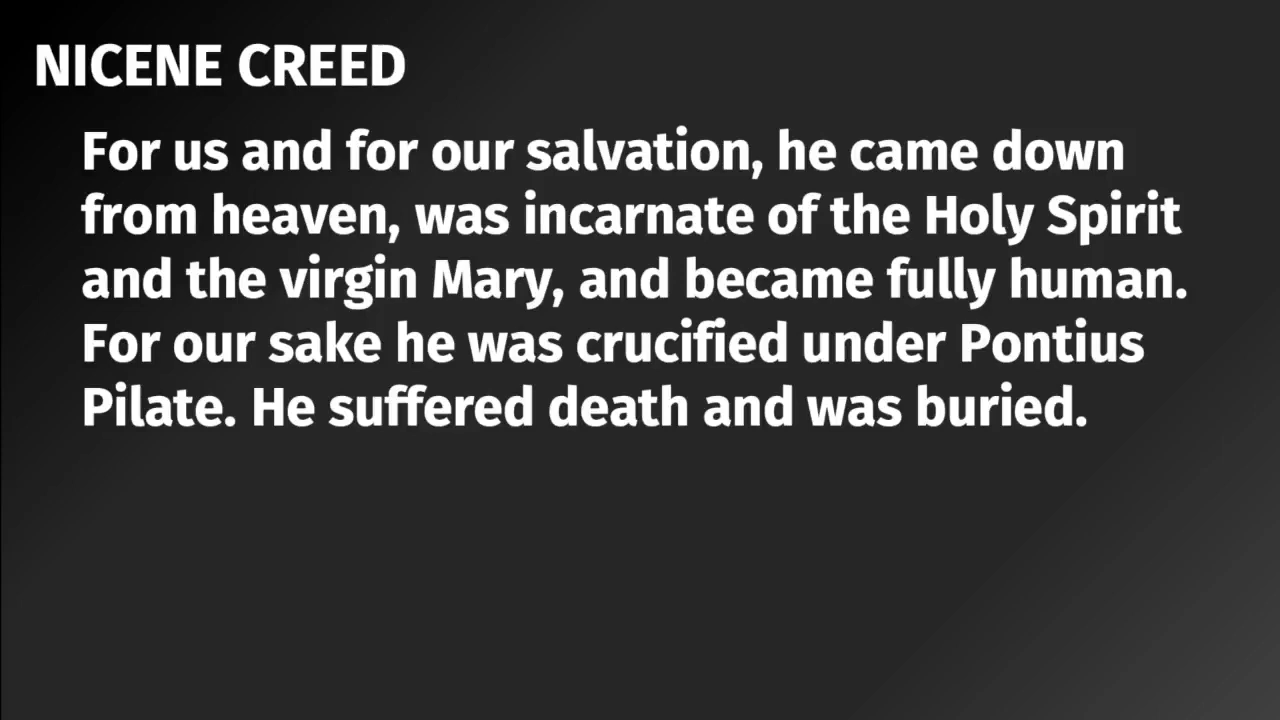 NICENE CREED
For us and for our salvation, he came down
from heaven, was incarnate of the Holy Spirit
and the virgin Mary, and became fully human.
For our sake he was crucified under Pontius
Pilate. He suffered death and was buried.